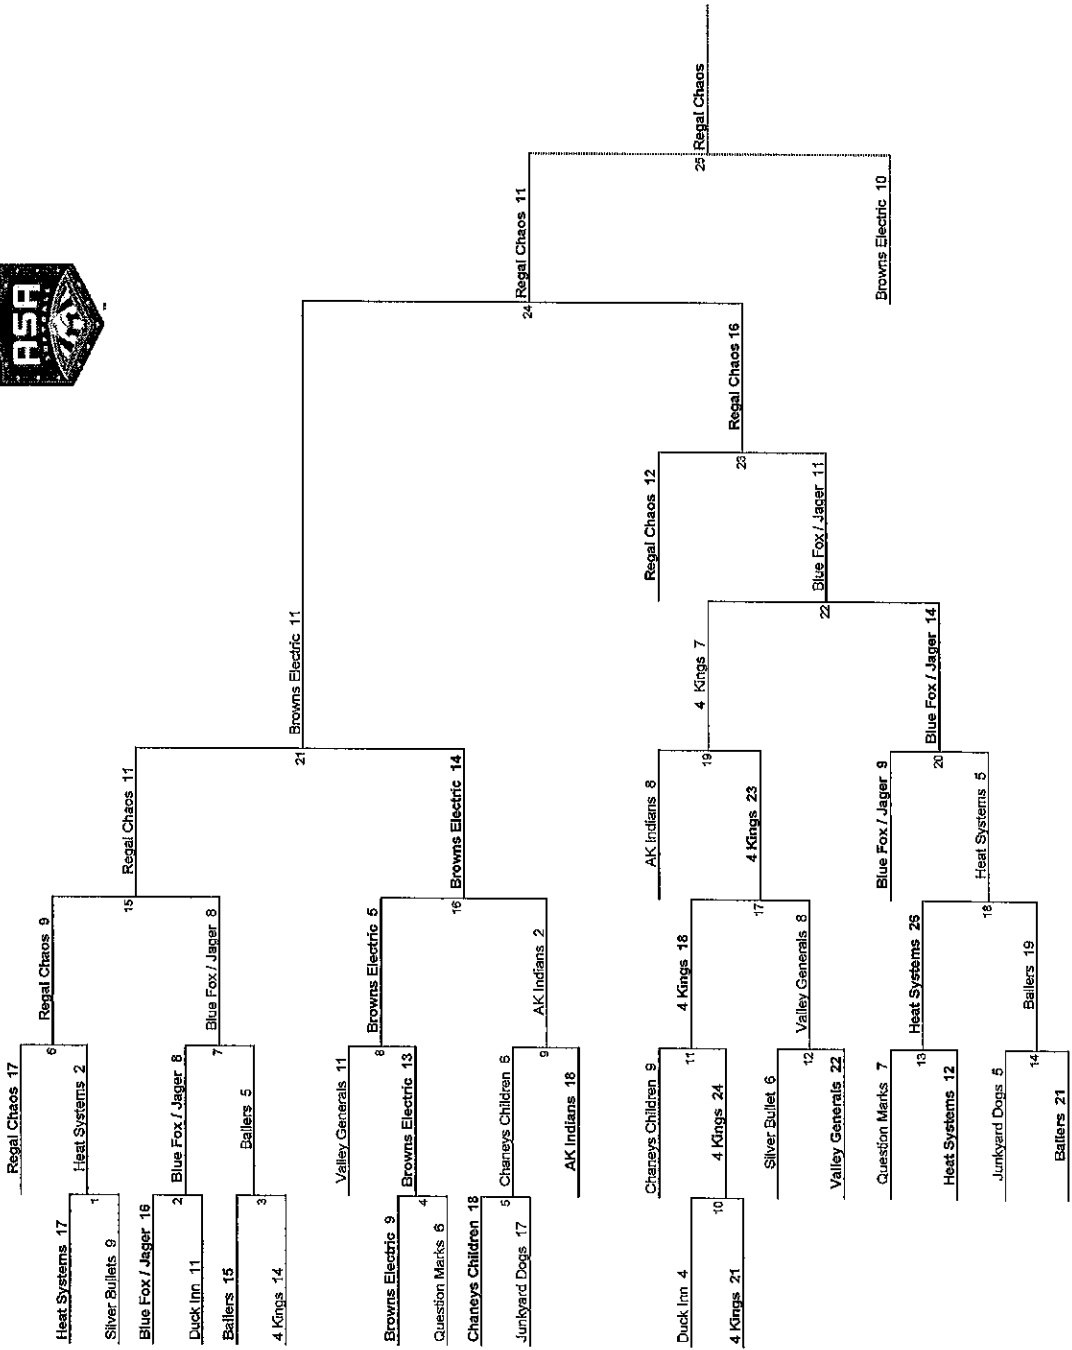 ASA
Heat Systems 17
1
Silver Bullets 9
Blue Fox / Jager 16
2
Duck Inn 11
Ballers 15
3
4 Kings 14
Browns Electric 9
4
Question Marks 6
Chaneys Children 18
5
Junkyard Dogs 17
Duck Inn 4
10
4 Kings 21
Regal Chaos 17
6
Heat Systems 2
Blue Fox / Jager 8
7
Ballers 5
Valley Generals 11
8
Browns Electric 13
Chaneys Children 6
9
AK Indians 18
Chaneys Children 9
11
4 Kings 24
Silver Bullet 6
12
Valley Generals 22
Question Marks 7
13
Heat Systems 12
Junkyard Dogs 5
14
Ballers 21
Regal Chaos 9
15
Blue Fox / Jager 8
Browns Electric 5
16
AK Indians 2
4 Kings 18
17
Valley Generals 8
Heat Systems 26
18
Ballers 19
Regal Chaos 11
21
Browns Electric 14
AK Indians 8
19
4 Kings 23
Blue Fox / Jager 9
20
Heat Systems 5
4 Kings 7
22
Blue Fox / Jager 14
Regal Chaos 12
23
Blue Fox / Jager 11
Browns Electric 11
24
Regal Chaos 16
Regal Chaos 11
25
Browns Electric 10
Regal Chaos